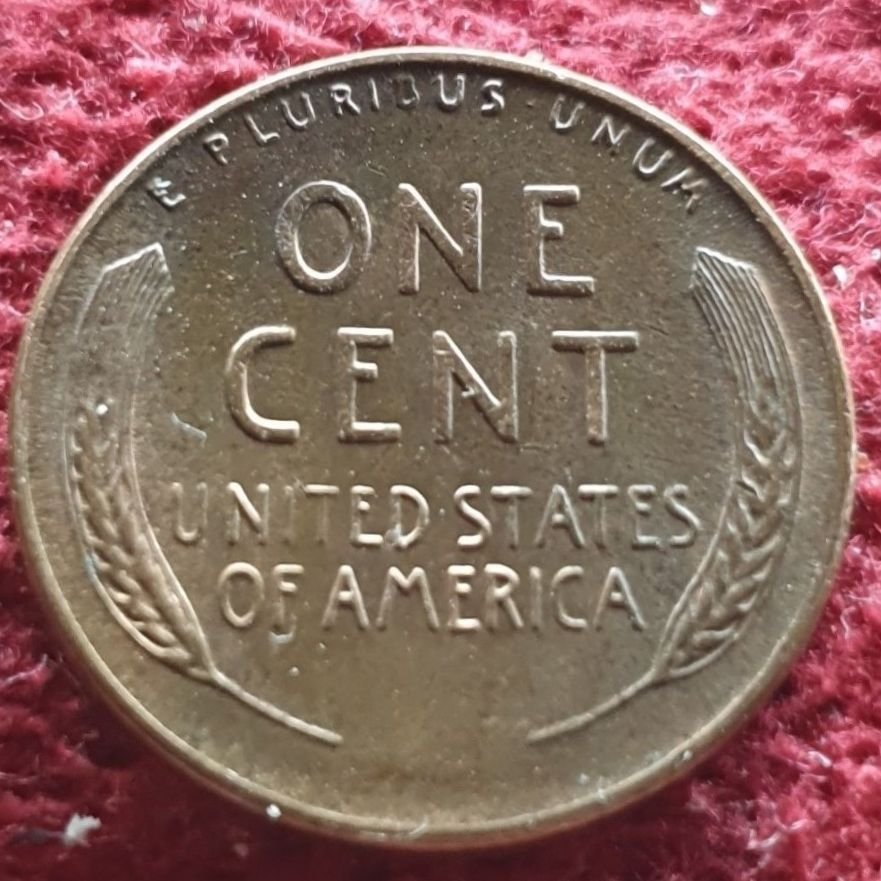 E PLURIBUS · UNUM
ONE
CENT
UNITED STATES
OF AMERICA